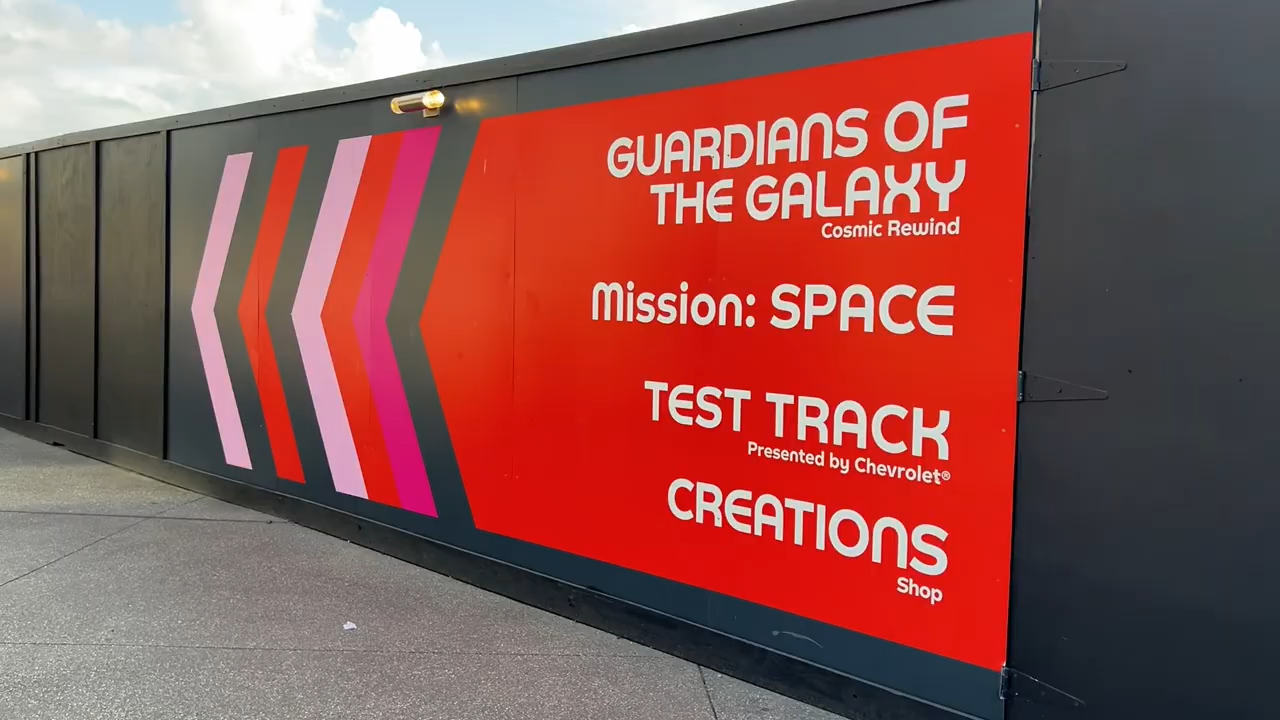 GUARDIANS OF
THE GALAXY
Cosmic Rewind
Mission: SPACE
TEST TRACK
Presented by Chevrolet®
CREATIONS
Shop